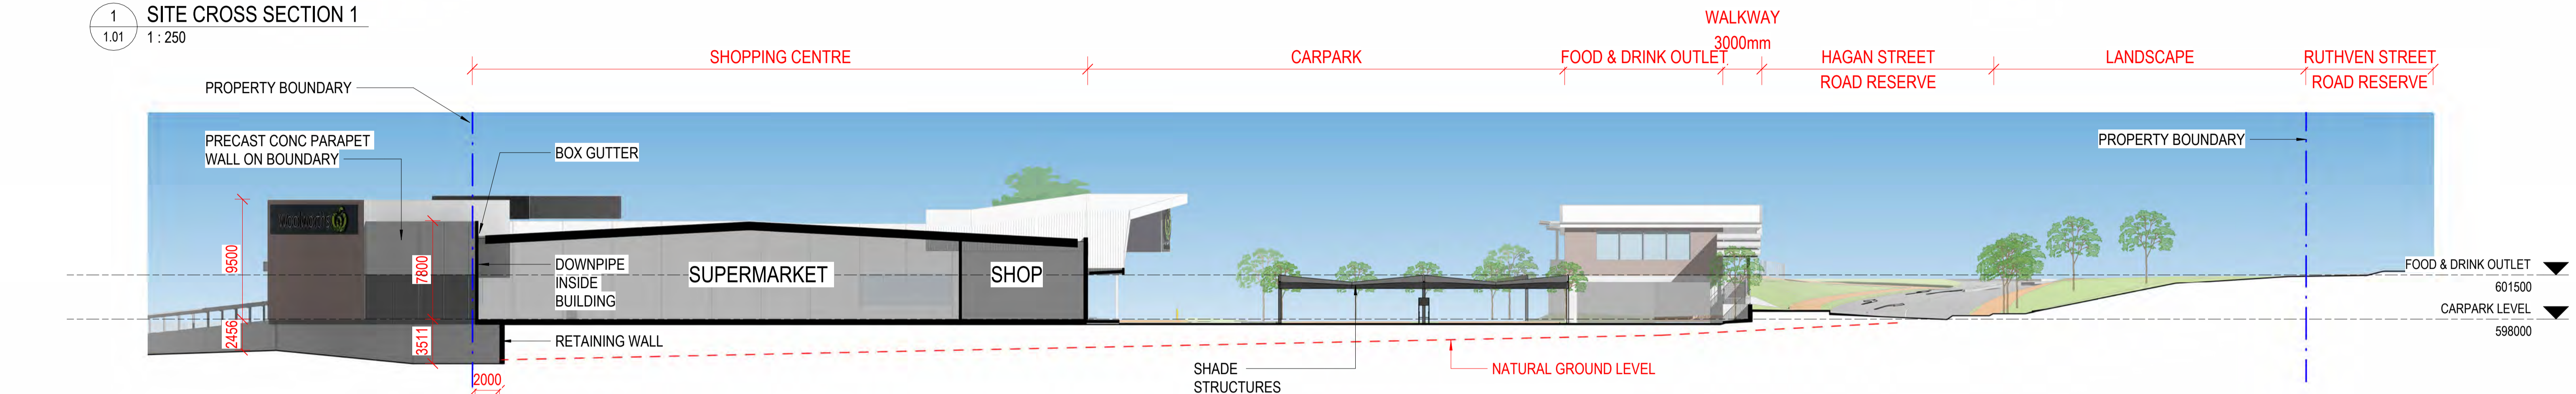 1
1.01
SITE CROSS SECTION 1
1 : 250
WALKWAY
3000mm
SHOPPING CENTRE
CARPARK
FOOD & DRINK OUTLET
HAGAN STREET
ROAD RESERVE
LANDSCAPE
RUTHVEN STREET
ROAD RESERVE
PROPERTY BOUNDARY
PRECAST CONC PARAPET
WALL ON BOUNDARY
BOX GUTTER
PROPERTY BOUNDARY
WOOLWORTHS
9500
7800
DOWNPIPE
INSIDE
BUILDING
SUPERMARKET
SHOP
FOOD & DRINK OUTLET
601500
CARPARK LEVEL
598000
2456
3511
RETAINING WALL
2000
SHADE
STRUCTURES
NATURAL GROUND LEVEL